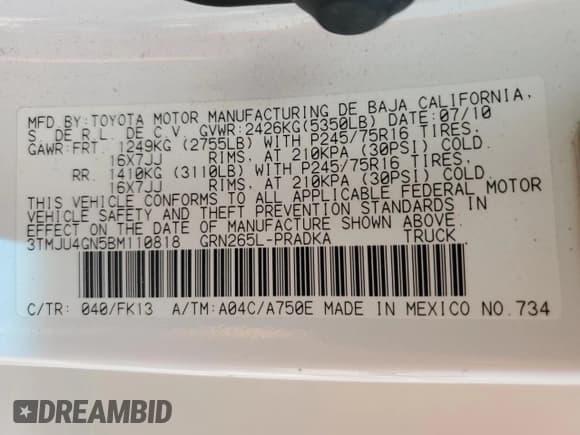 MFD BY:TOYOTA MOTOR MANUFACTURING DE BAJA CALIFORNIA,
S DE R.L. DE C.V. GVWR:2426KG(5350LB) DATE:07/10
GAWR:FRT. 1249KG (2755LB) WITH P245/75R16 TIRES,
16X7JJ RIMS, AT 210KPA (30PSI) COLD.
RR. 1410KG (3110LB) WITH P245/75R16 TIRES,
16X7JJ RIMS, AT 210KPA (30PSI) COLD.
THIS VEHICLE CONFORMS TO ALL APPLICABLE FEDERAL MOTOR
VEHICLE SAFETY AND THEFT PREVENTION STANDARDS IN
EFFECT ON THE DATE OF MANUFACTURE SHOWN ABOVE.
3TMJU4GN5BM110818 GRN265L-PRADKA TRUCK
C/TR: 040/FK13 A/TM:A04C/A750E MADE IN MEXICO NO.734
DREAMBID